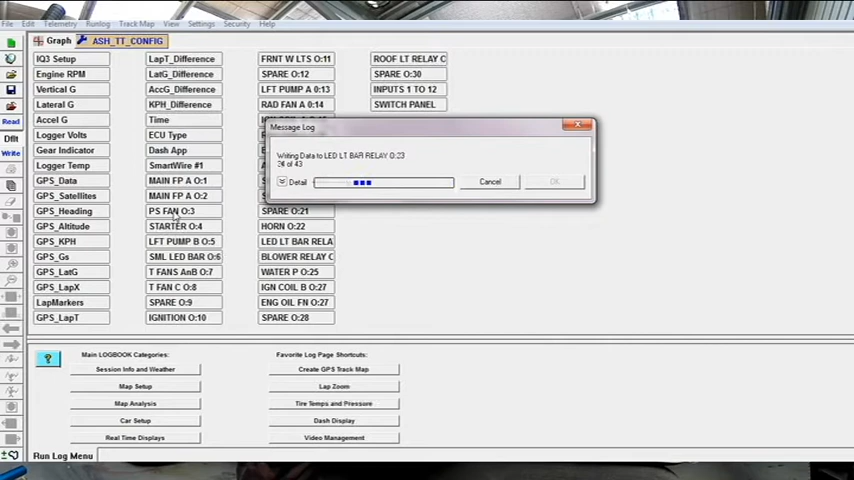 File Edit Telemetry Runlog Track Map View Settings Security Help
Graph ASH_TT_CONFIG
IQ3 Setup
Engine RPM
Vertical G
Lateral G
Accel G
Logger Volts
Gear Indicator
Logger Temp
GPS_Data
GPS_Satellites
GPS_Heading
GPS_Altitude
GPS_KPH
GPS_Gs
GPS_LatG
GPS_LapX
LapMarkers
GPS_LapT
LapT_Difference
LatG_Difference
AccG_Difference
KPH_Difference
Time
ECU Type
Dash App
SmartWire #1
MAIN FP A O:1
MAIN FP A O:2
PS FAN O:3
STARTER O:4
LFT PUMP B O:5
SML LED BAR O:6
T FANS AnB O:7
T FAN C O:8
SPARE O:9
IGNITION O:10
FRNT W LTS O:11
SPARE O:12
LFT PUMP A O:13
RAD FAN A O:14
SPARE O:21
HORN O:22
LED LT BAR RELA
BLOWER RELAY C
WATER P O:25
IGN COIL B O:27
ENG OIL FN O:27
SPARE O:28
ROOF LT RELAY C
SPARE O:30
INPUTS 1 TO 12
SWITCH PANEL
Read
Dflt
Write
Message Log
Writing Data to LED LT BAR RELAY O:23
24 of 43
Detail
Cancel
OK
Main LOGBOOK Categories:
Session Info and Weather
Map Setup
Map Analysis
Car Setup
Real Time Displays
Favorite Log Page Shortcuts:
Create GPS Track Map
Lap Zoom
Tire Temps and Pressure
Dash Display
Video Management
Run Log Menu